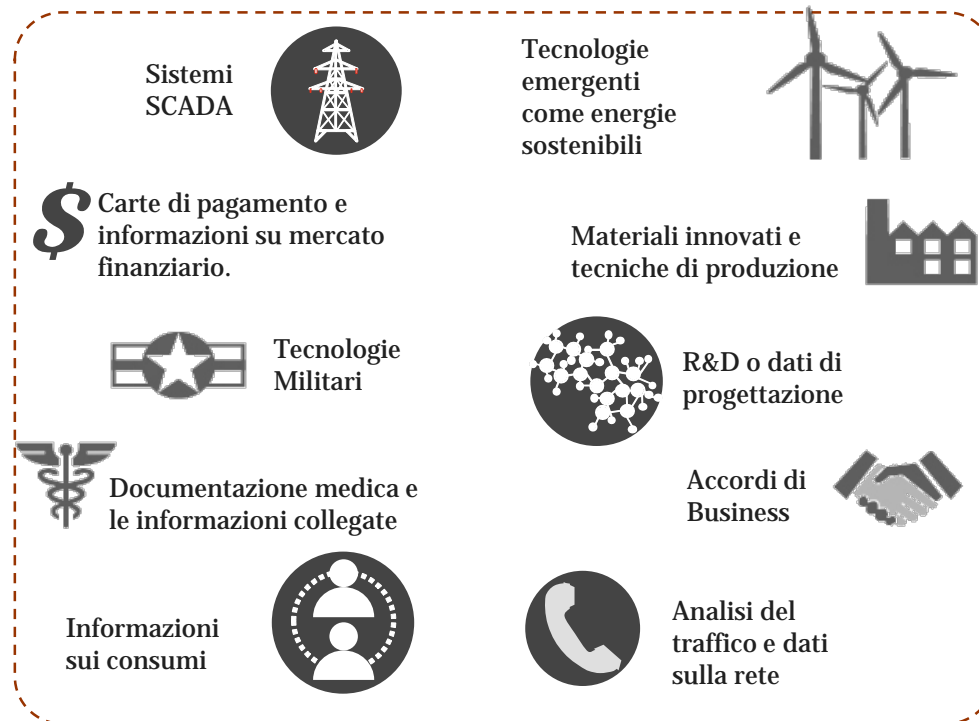 Sistemi
SCADA
Tecnologie
emergenti
come energie
sostenibili
$ Carte di pagamento e
informazioni su mercato
finanziario.
Materiali innovati e
tecniche di produzione
Tecnologie
Militari
R&D o dati di
progettazione
Documentazione medica e
le informazioni collegate
Accordi di
Business
Informazioni
sui consumi
Analisi del
traffico e dati
sulla rete